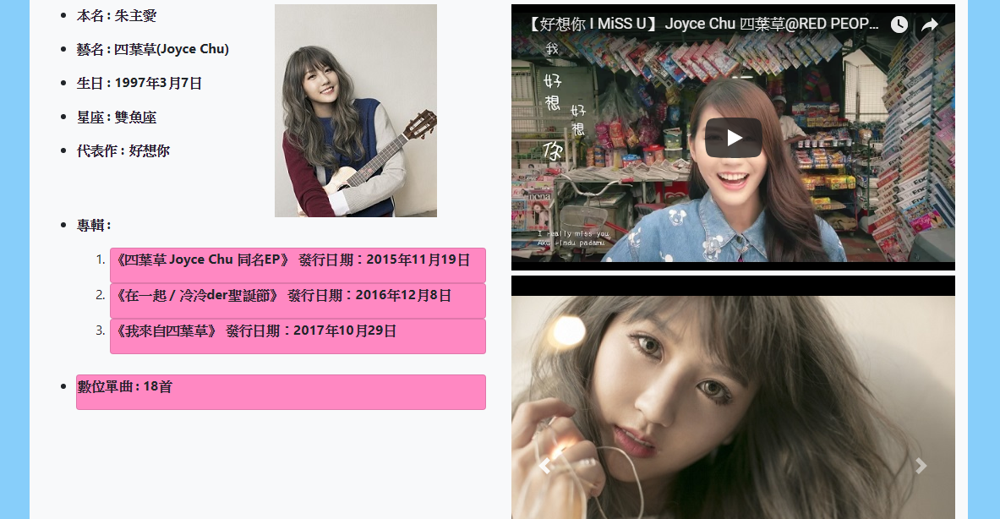 本名 : 朱主愛
藝名 : 四葉草(Joyce Chu)
生日 : 1997年3月7日
星座 : 雙魚座
代表作 : 好想你
專輯 :
1. 《四葉草 Joyce Chu 同名EP》 發行日期：2015年11月19日
2. 《在一起 / 冷冷der聖誕節》 發行日期：2016年12月8日
3. 《我來自四葉草》 發行日期：2017年10月29日
數位單曲 : 18首
【好想你 I MiSS U】 Joyce Chu 四葉草@RED PEOP...
我
好想
好想
你
I really miss you
Aku rindu padamu